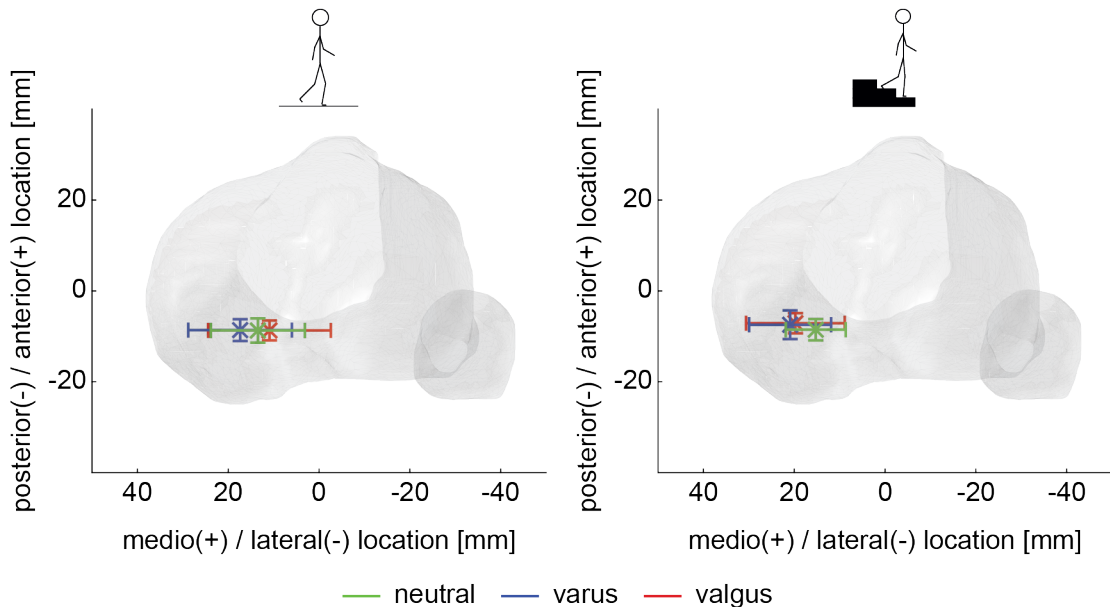 posterior(-) / anterior(+) location [mm]
20
0
-20
40 20 0 -20 -40
medio(+) / lateral(-) location [mm]
posterior(-) / anterior(+) location [mm]
20
0
-20
40 20 0 -20 -40
medio(+) / lateral(-) location [mm]
neutral varus valgus